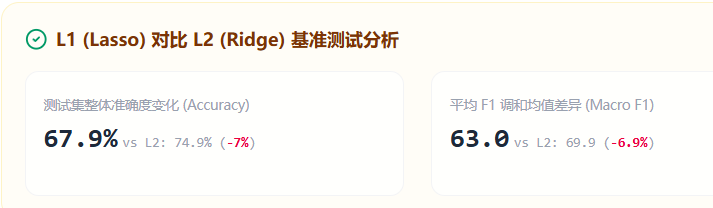 L1 (Lasso) 对比 L2 (Ridge) 基准测试分析
测试集整体准确度变化 (Accuracy)
67.9% vs L2: 74.9% (-7%)
平均 F1 调和均值差异 (Macro F1)
63.0 vs L2: 69.9 (-6.9%)